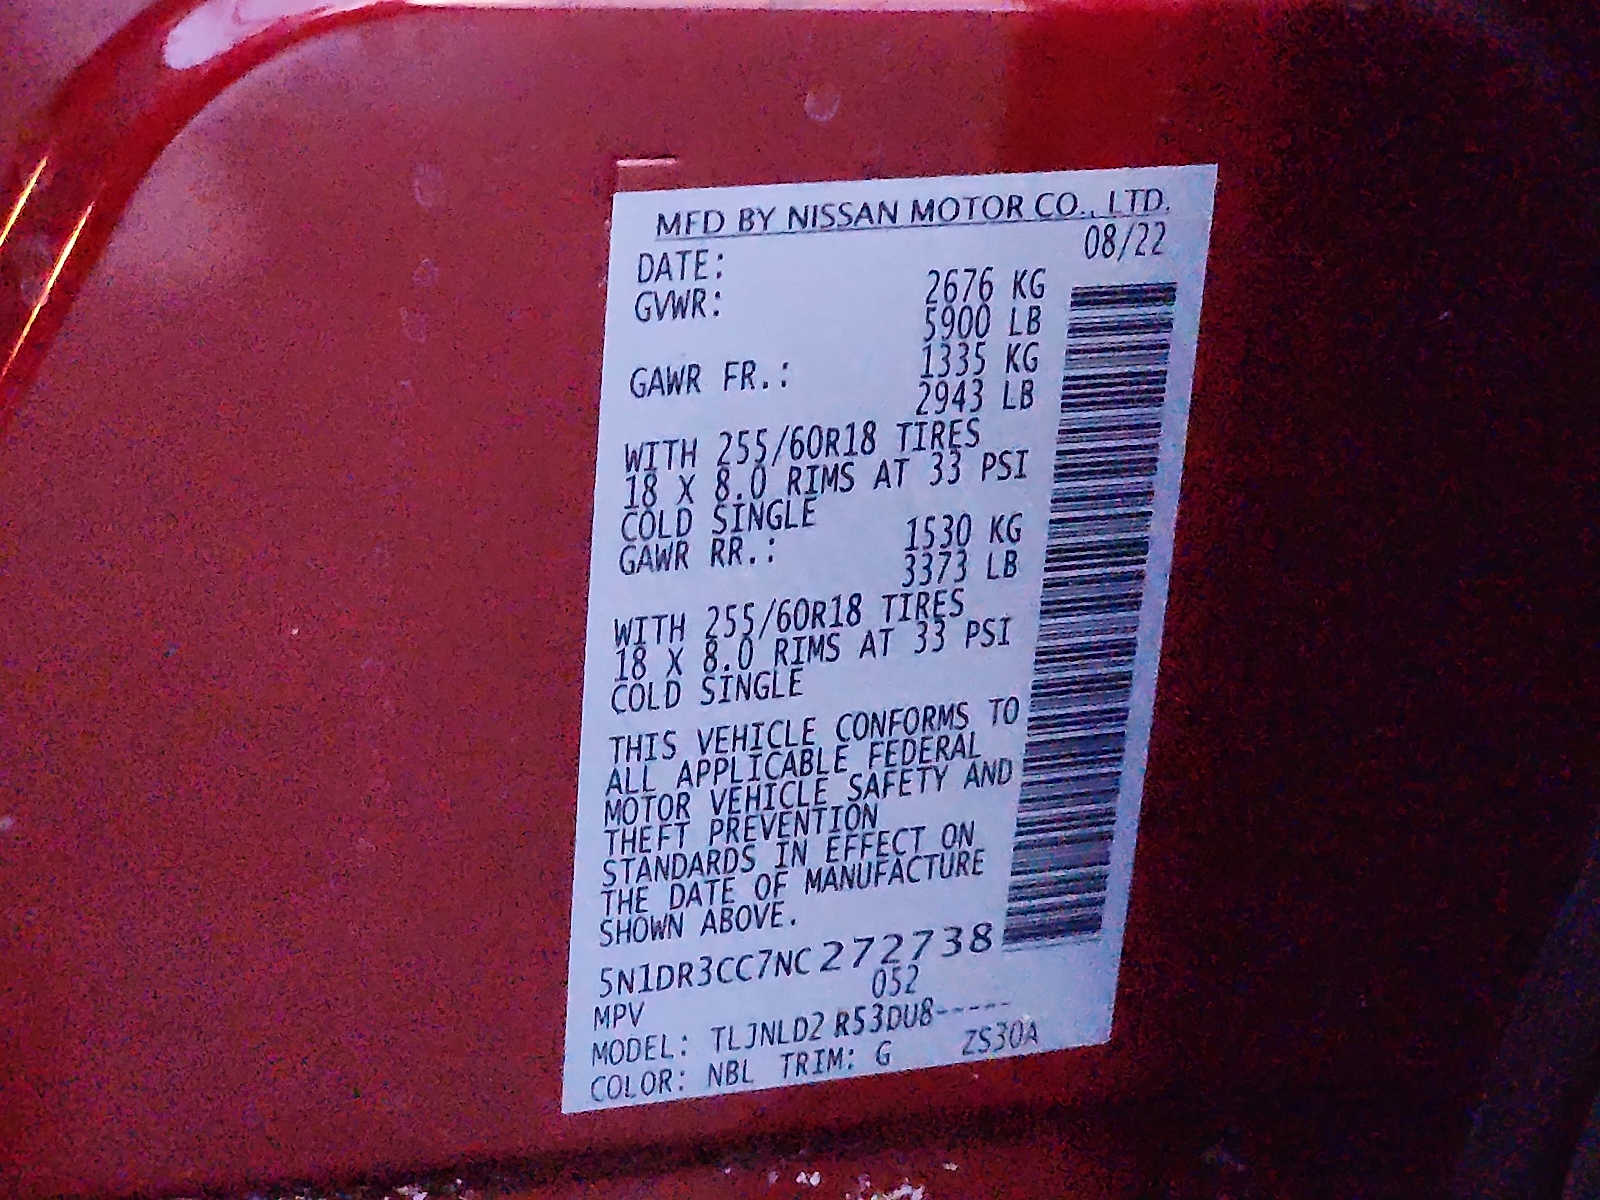 MFD BY NISSAN MOTOR CO., LTD.
DATE: 08/22
GVWR: 2676 KG
5900 LB
GAWR FR.: 1335 KG
2943 LB
WITH 255/60R18 TIRES
18 X 8.0 RIMS AT 33 PSI
COLD SINGLE
GAWR RR.: 1530 KG
3373 LB
WITH 255/60R18 TIRES
18 X 8.0 RIMS AT 33 PSI
COLD SINGLE
THIS VEHICLE CONFORMS TO
ALL APPLICABLE FEDERAL
MOTOR VEHICLE SAFETY AND
THEFT PREVENTION
STANDARDS IN EFFECT ON
THE DATE OF MANUFACTURE
SHOWN ABOVE.
5N1DR3CC7NC272738
MPV 052
MODEL: TLJNLD2 R53DU8-----
COLOR: NBL TRIM: G ZS30A